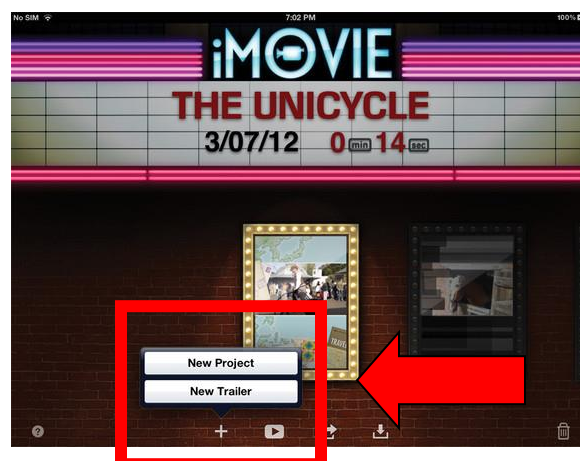 No SIM 7:02 PM 100%
iMOVIE
THE UNICYCLE
3/07/12 0 min 14 sec
TRAVEL
New Project
New Trailer
?